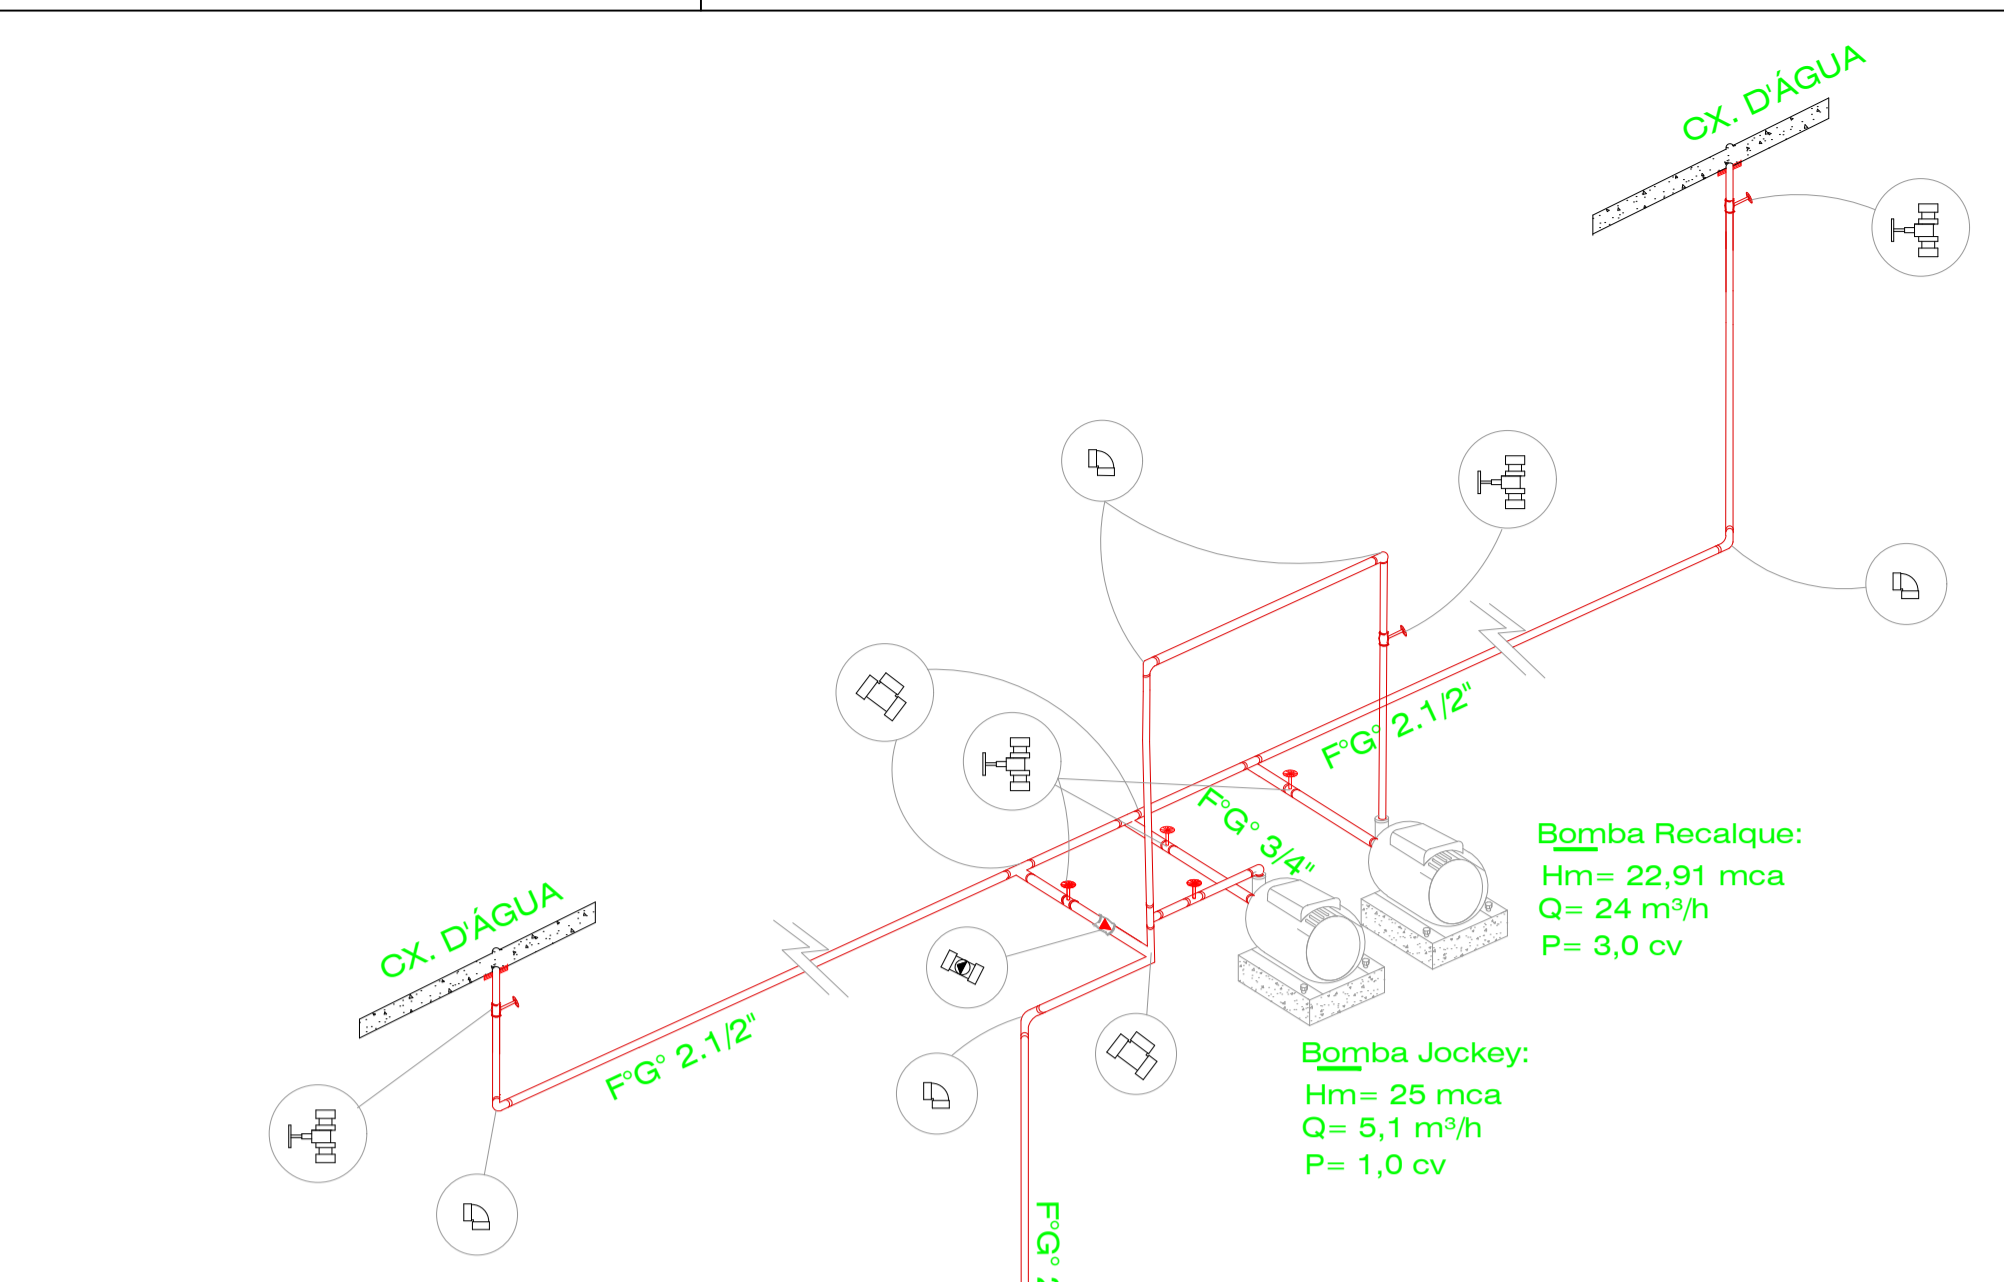 CX. D'ÁGUA
F°G° 2.1/2"
F°G° 3/4"
Bomba Recalque:
Hm= 22,91 mca
Q= 24 m³/h
P= 3,0 cv
CX. D'ÁGUA
F°G° 2.1/2"
Bomba Jockey:
Hm= 25 mca
Q= 5,1 m³/h
P= 1,0 cv
F°G°